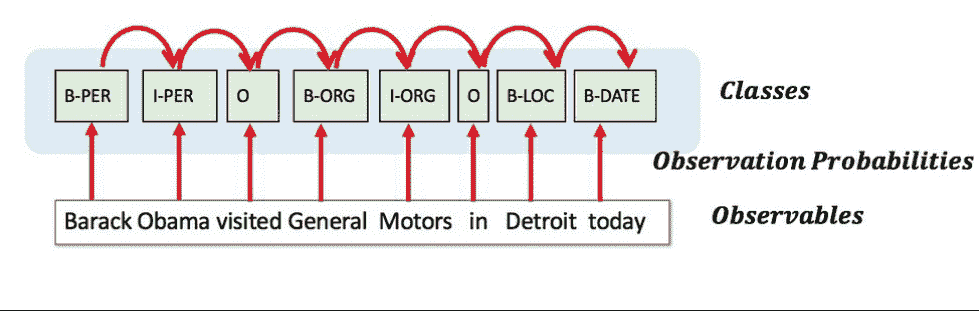 B-PER I-PER O B-ORG I-ORG O B-LOC B-DATE Classes
Observation Probabilities
Barack Obama visited General Motors in Detroit today Observables